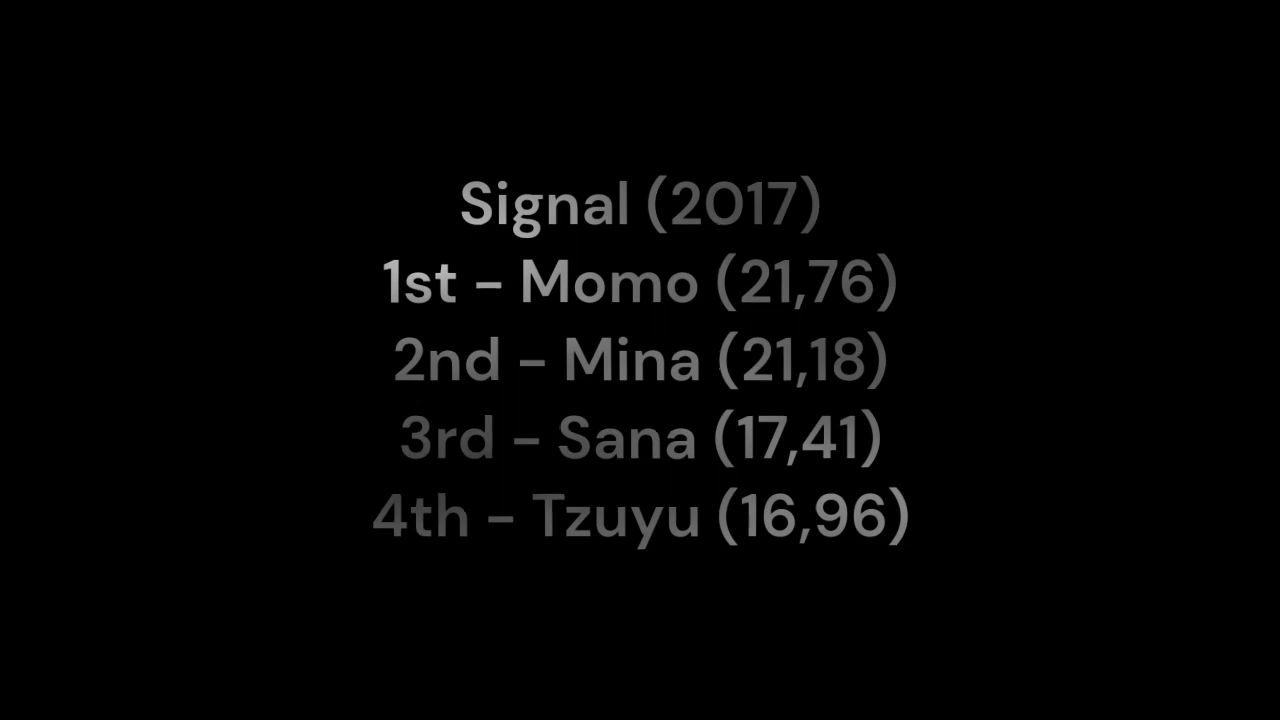 Signal (2017)
1st - Momo (21,76)
2nd - Mina (21,18)
3rd - Sana (17,41)
4th - Tzuyu (16,96)